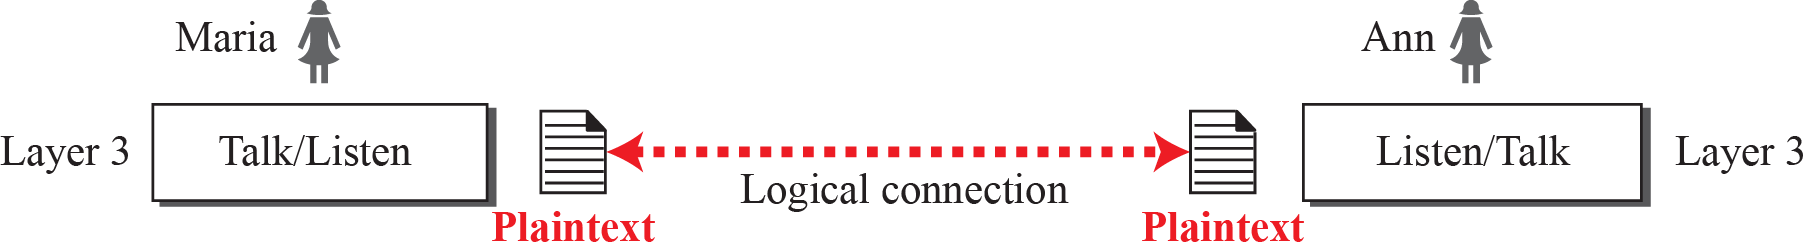 Maria
Ann
Layer 3
Talk/Listen
Listen/Talk
Layer 3
Logical connection
Plaintext
Plaintext